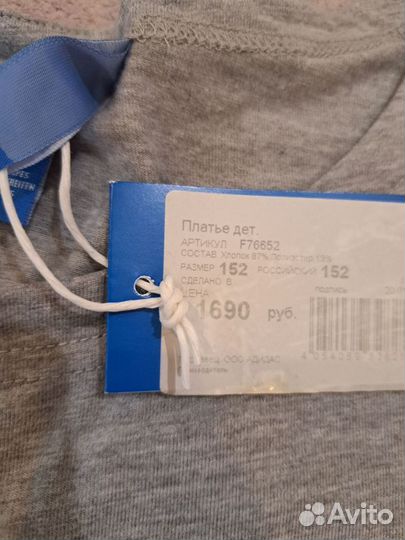 Платье дет.
АРТИКУЛ F76652
СОСТАВ: Хлопок 87%,Полиэстер,13%
РАЗМЕР 152 РОССИЙСКИЙ 152
СДЕЛАНО В: подпись
ЦЕНА
1690 руб.
ООО "АДИДАС
Avito